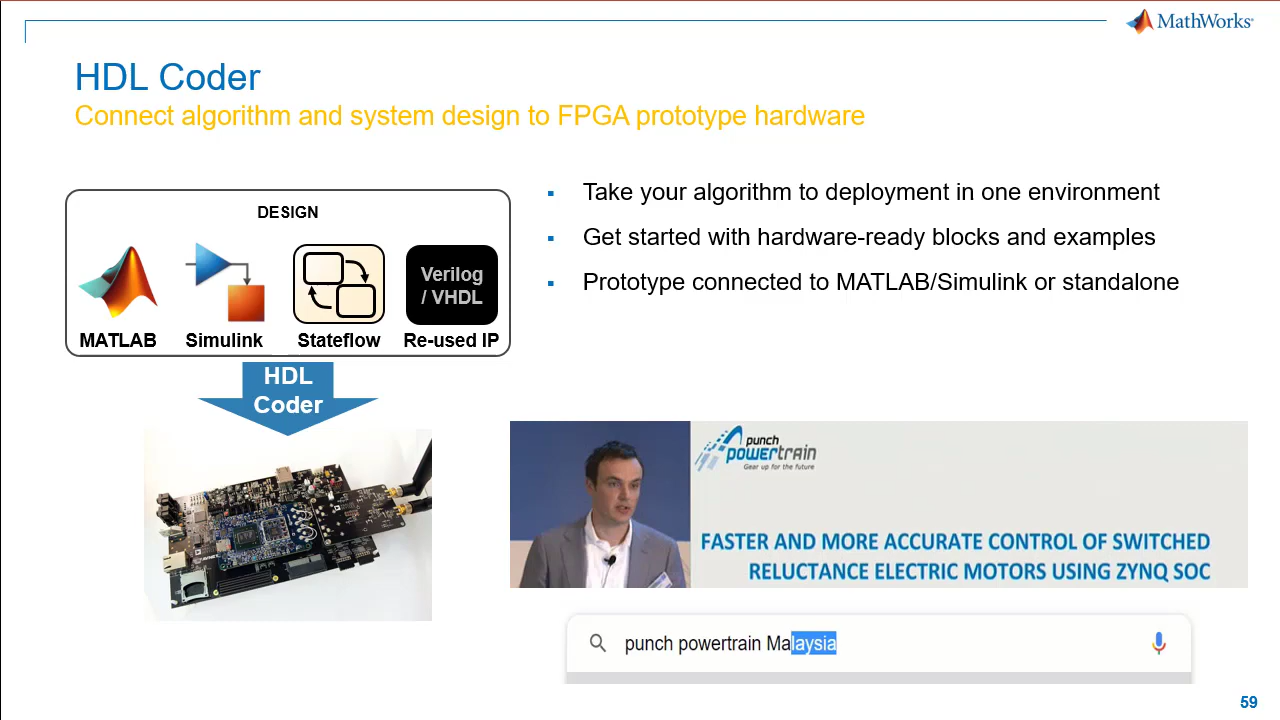 MathWorks
HDL Coder
Connect algorithm and system design to FPGA prototype hardware
DESIGN
Verilog
/ VHDL
MATLAB
Simulink
Stateflow
Re-used IP
HDL
Coder
▪ Take your algorithm to deployment in one environment
▪ Get started with hardware-ready blocks and examples
▪ Prototype connected to MATLAB/Simulink or standalone
punch
powertrain
Gear up for the future
FASTER AND MORE ACCURATE CONTROL OF SWITCHED
RELUCTANCE ELECTRIC MOTORS USING ZYNQ SOC
punch powertrain Malaysia
59